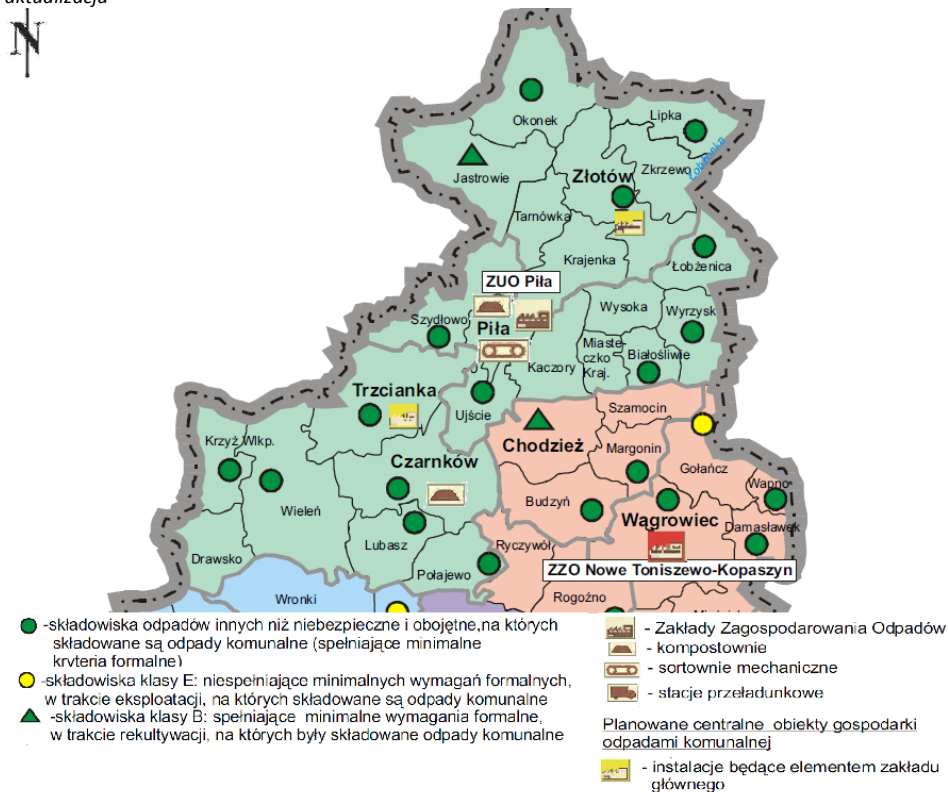 aktualizacja
N
Okonek
Lipka
Łobżonka
Zkrzewo
Jastrowie
Złotów
Tarnówka
Krajenka
Łobżenica
ZUO Piła
Wysoka
Wyrzysk
Szydłowo
Piła
Miaste-
czko
Kraj.
Białośliwie
Kaczory
Trzcianka
Ujście
Szamocin
Chodzież
Krzyż Wlkp.
Margonin
Gołańcz
Czarnków
Wapno
Wieleń
Budzyń
Wągrowiec
Damasławek
Lubasz
Ryczywół
Drawsko
Połajewo
ZZO Nowe Toniszewo-Kopaszyn
Wronki
Rogoźno
-składowiska odpadów innych niż niebezpieczne i obojętne,na których
składowane są odpady komunalne (spełniające minimalne
kryteria formalne)
-składowiska klasy E: niespełniające minimalnych wymagań formalnych,
w trakcie eksploatacji, na których składowane są odpady komunalne
-składowiska klasy B: spełniające minimalne wymagania formalne,
w trakcie rekultywacji, na których były składowane odpady komunalne
- Zakłady Zagospodarowania Odpadów
- kompostownie
- sortownie mechaniczne
- stacje przeładunkowe
Planowane centralne obiekty gospodarki
odpadami komunalnej
- instalacje będące elementem zakładu
głównego